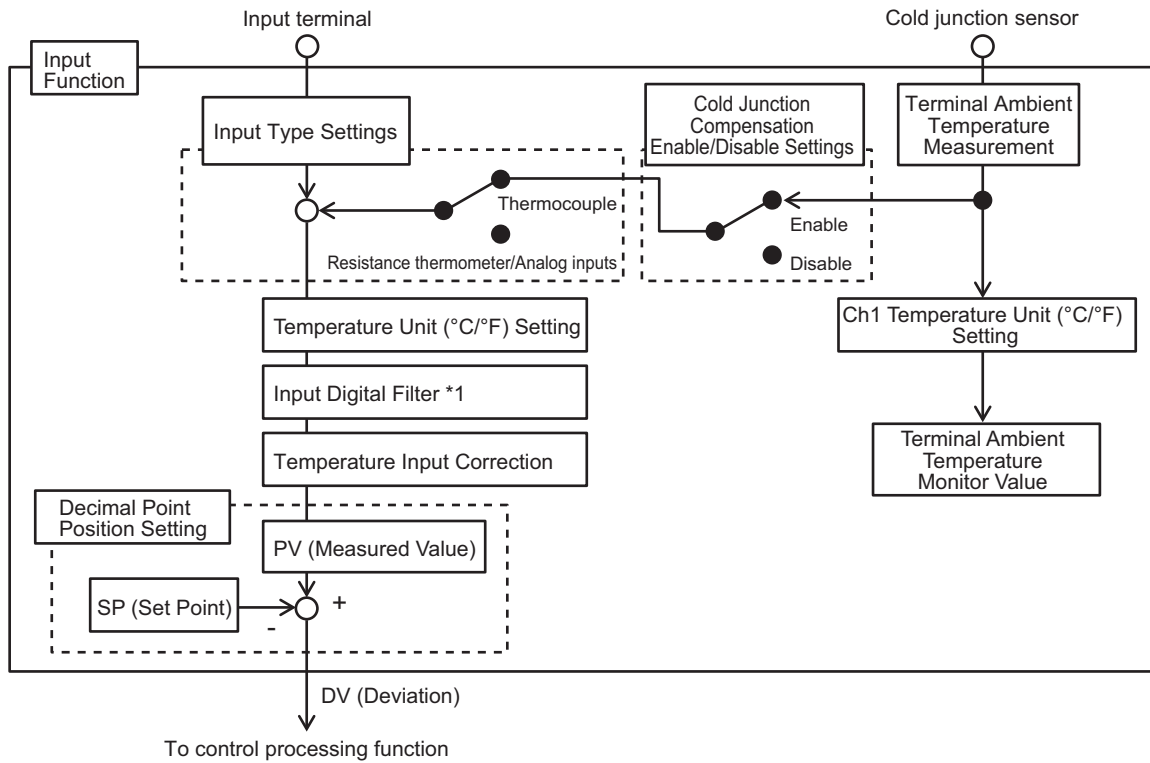 Input terminal
Cold junction sensor
Input
Function
Input Type Settings
Cold Junction
Compensation
Enable/Disable Settings
Terminal Ambient
Temperature
Measurement
Thermocouple
Resistance thermometer/Analog inputs
Enable
Disable
Temperature Unit (°C/°F) Setting
Ch1 Temperature Unit (°C/°F)
Setting
Input Digital Filter *1
Temperature Input Correction
Terminal Ambient
Temperature
Monitor Value
Decimal Point
Position Setting
PV (Measured Value)
SP (Set Point)
+
-
DV (Deviation)
To control processing function